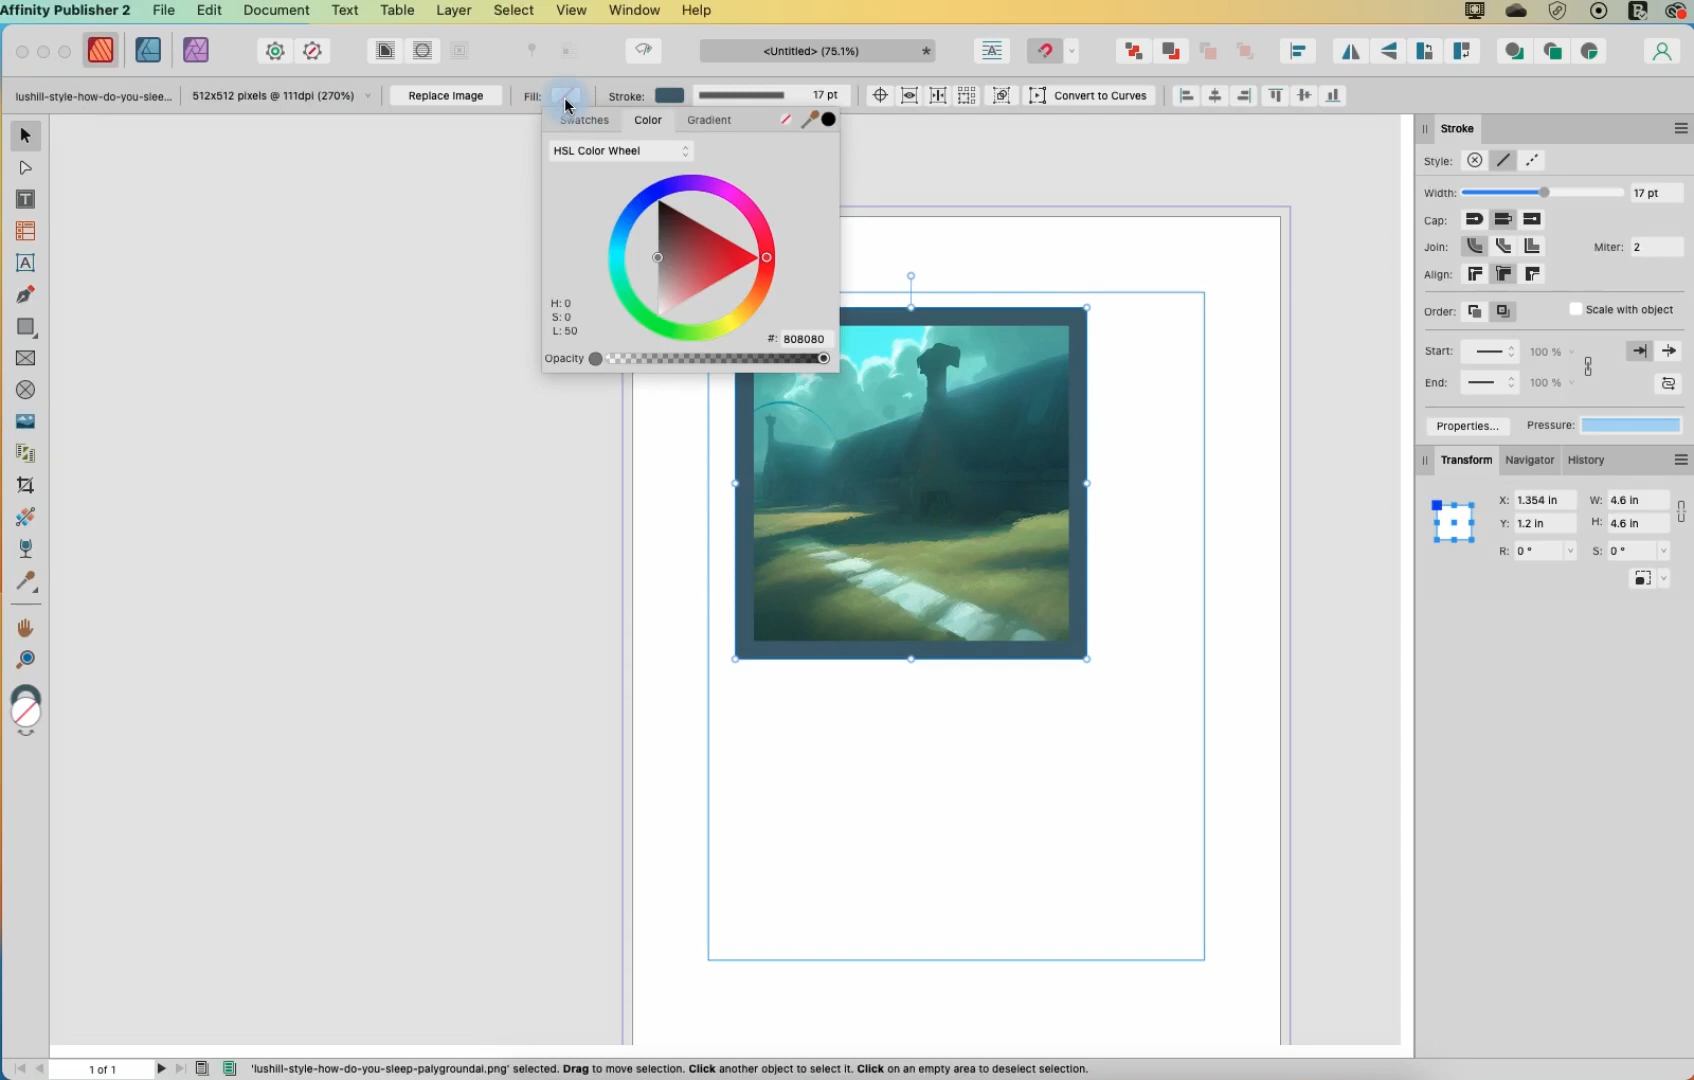 Affinity Publisher 2 File Edit Document Text Table Layer Select View Window Help
<Untitled> (75.1%) *
lushill-style-how-do-you-slee... 512x512 pixels @ 111dpi (270%) Replace Image Fill: Stroke: 17 pt Convert to Curves
Swatches Color Gradient
HSL Color Wheel
H: 0
S: 0
L: 50
#: 808080
Opacity
Stroke
Style:
Width: 17 pt
Cap:
Join: Miter: 2
Align:
Order: Scale with object
Start: 100 %
End: 100 %
Properties... Pressure:
Transform Navigator History
X: 1.354 in W: 4.6 in
Y: 1.2 in H: 4.6 in
R: 0 ° S: 0 °
1 of 1 'lushill-style-how-do-you-sleep-palygroundai.png' selected. Drag to move selection. Click another object to select it. Click on an empty area to deselect selection.